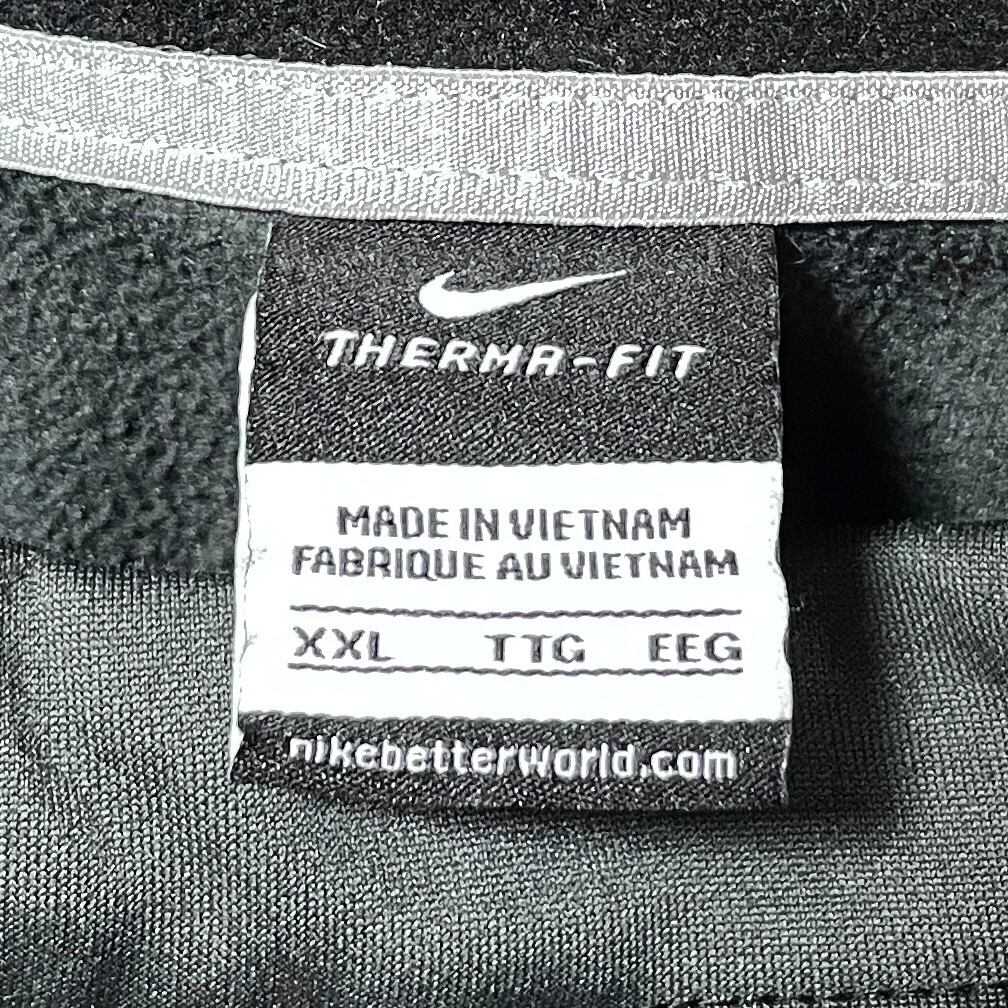 THERMA-FIT
MADE IN VIETNAM
FABRIQUE AU VIETNAM
XXL TTG EEG
nikebetterworld.com